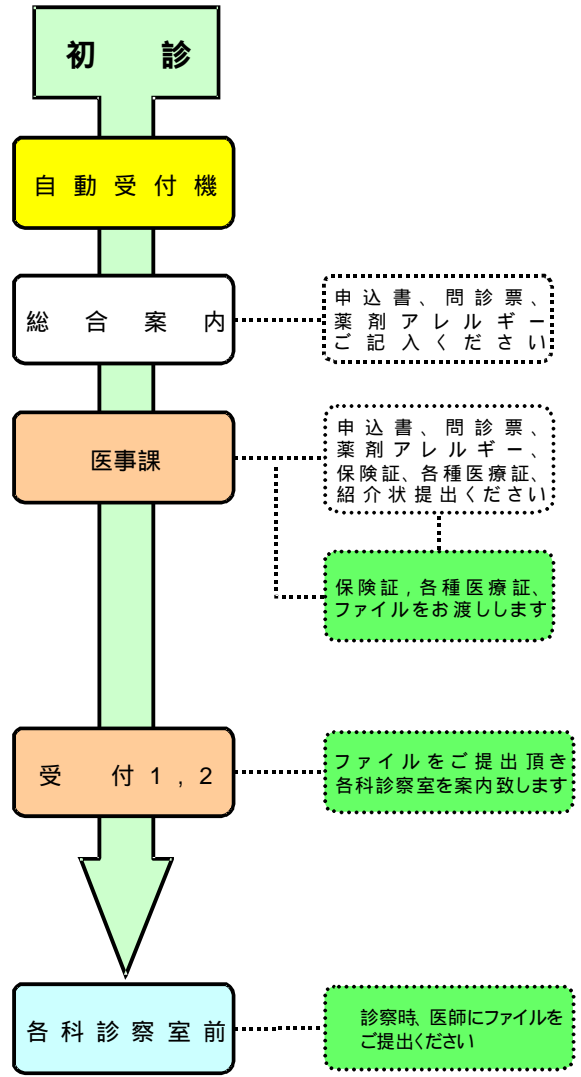 初 診
自動受付機
総合案内
申込書、問診票、
薬剤アレルギー
ご記入ください
医事課
申込書、問診票、
薬剤アレルギー、
保険証、各種医療証、
紹介状提出ください
保険証,各種医療証、
ファイルをお渡しします
受 付1,2
ファイルをご提出頂き
各科診察室を案内致します
各科診察室前
診察時、医師にファイルを
ご提出ください